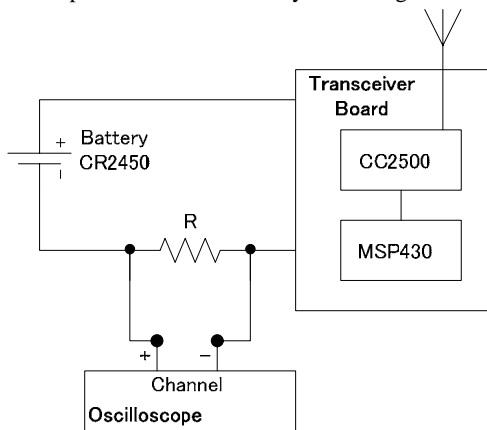 Transceiver
Board
+ Battery
CR2450
CC2500
R
MSP430
+ −
Channel
Oscilloscope